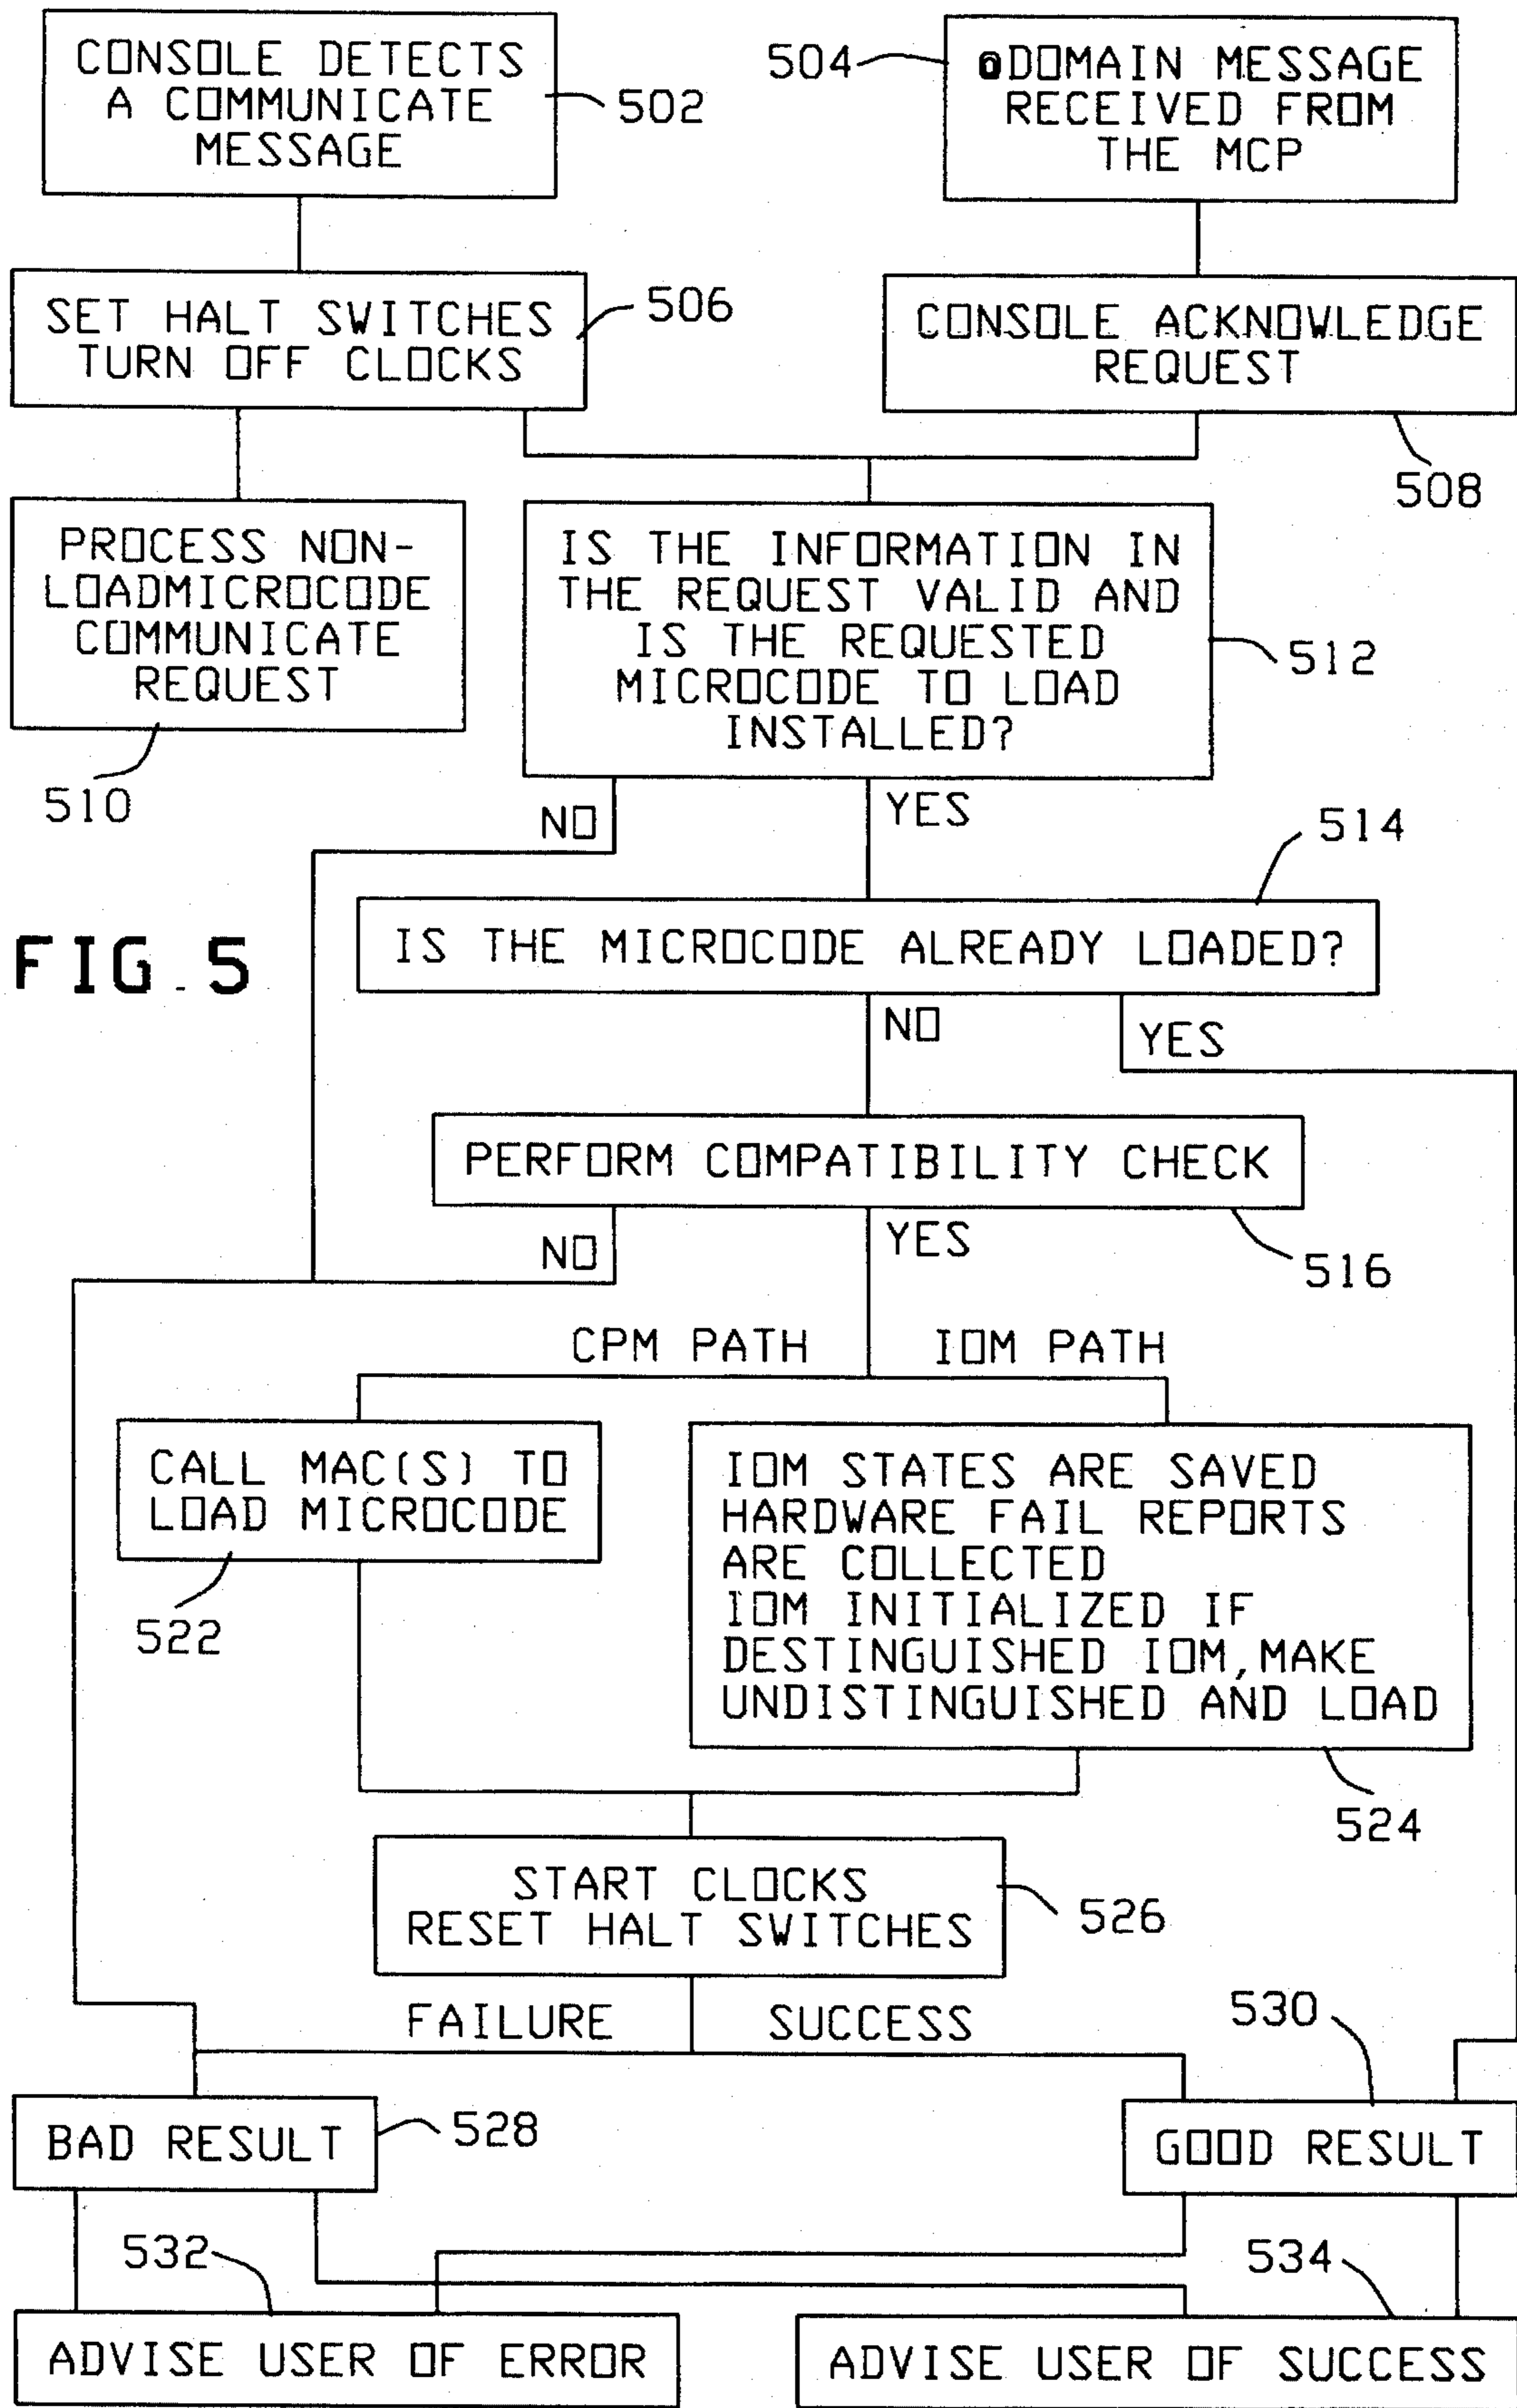 CONSOLE DETECTS
A COMMUNICATE
MESSAGE
502
504
@DOMAIN MESSAGE
RECEIVED FROM
THE MCP
SET HALT SWITCHES
TURN OFF CLOCKS
506
CONSOLE ACKNOWLEDGE
REQUEST
508
PROCESS NON-
LOADMICROCODE
COMMUNICATE
REQUEST
510
IS THE INFORMATION IN
THE REQUEST VALID AND
IS THE REQUESTED
MICROCODE TO LOAD
INSTALLED?
512
NO
YES
514
FIG. 5
IS THE MICROCODE ALREADY LOADED?
NO
YES
PERFORM COMPATIBILITY CHECK
NO
YES
516
CPM PATH
IOM PATH
CALL MAC(S) TO
LOAD MICROCODE
522
IOM STATES ARE SAVED
HARDWARE FAIL REPORTS
ARE COLLECTED
IOM INITIALIZED IF
DESTINGUISHED IOM, MAKE
UNDISTINGUISHED AND LOAD
524
START CLOCKS
RESET HALT SWITCHES
526
FAILURE
SUCCESS
530
BAD RESULT
528
GOOD RESULT
532
534
ADVISE USER OF ERROR
ADVISE USER OF SUCCESS